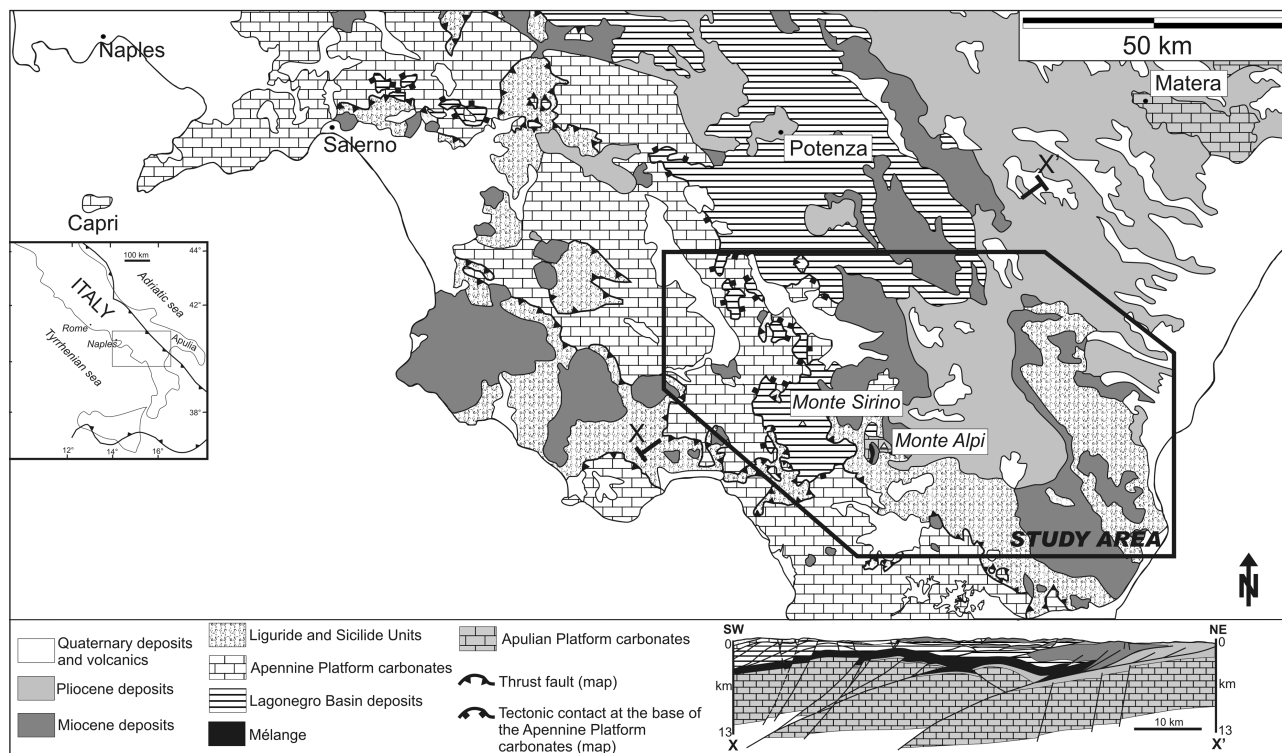 Naples
50 km
Matera
Salerno
Potenza
X'
Capri
44°
100 km
Adriatic sea
ITALY
42°
Rome
Naples
Apulia
Tyrrhenian sea
38°
12°
14°
16°
Monte Sirino
X
Monte Alpi
STUDY AREA
N
Quaternary deposits
and volcanics
Pliocene deposits
Miocene deposits
Liguride and Sicilide Units
Apennine Platform carbonates
Lagonegro Basin deposits
Mélange
Apulian Platform carbonates
Thrust fault (map)
Tectonic contact at the base of
the Apennine Platform
carbonates (map)
SW
NE
0
0
km
km
13
13
10 km
X
X'